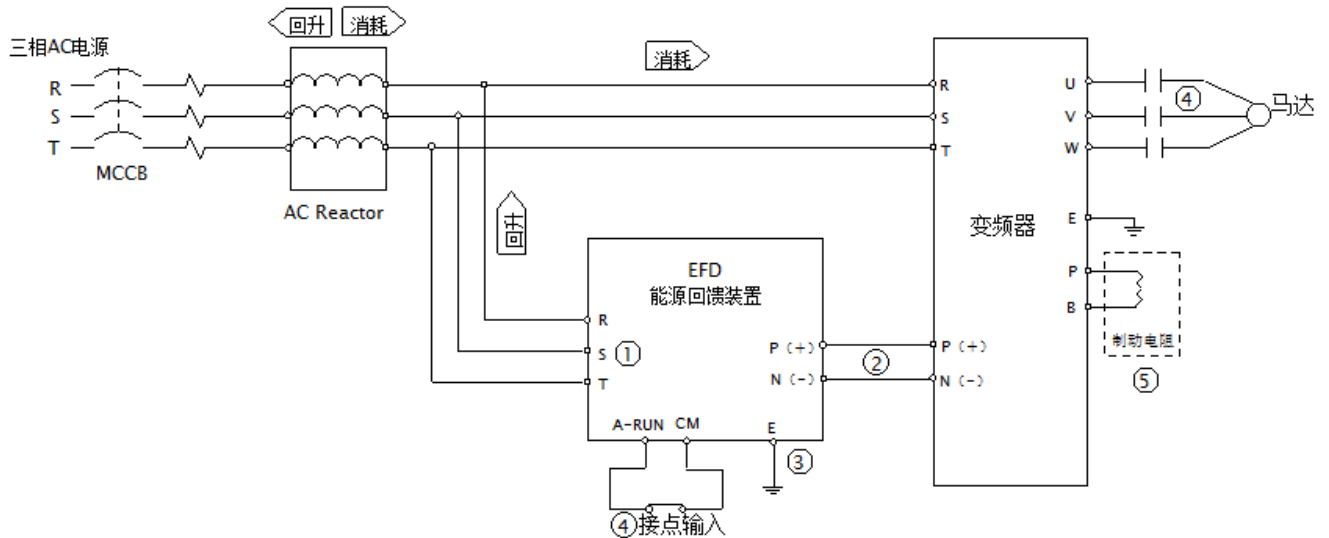 回升 消耗
三相AC电源
消耗
R
S
T
MCCB
AC Reactor
回升
R
S
T
U
V
W
④
马达
变频器
E
P
B
制动电阻
⑤
EFD
能源回馈装置
R
S ①
T
P (+)
N (-)
②
P (+)
N (-)
A-RUN CM E
③
④接点输入